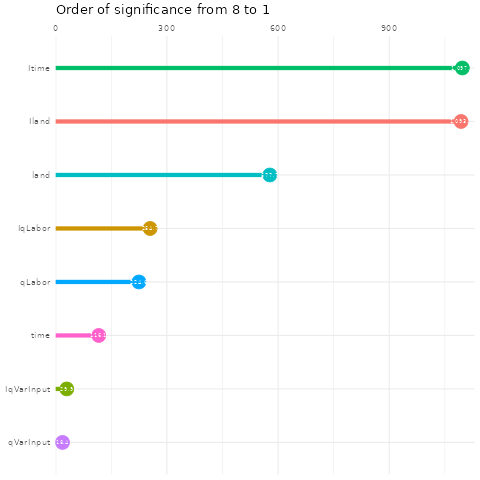 Order of significance from 8 to 1
0 300 600 900
ltime
lland
land
lqLabor
qLabor
time
lqVarInput
qVarInput